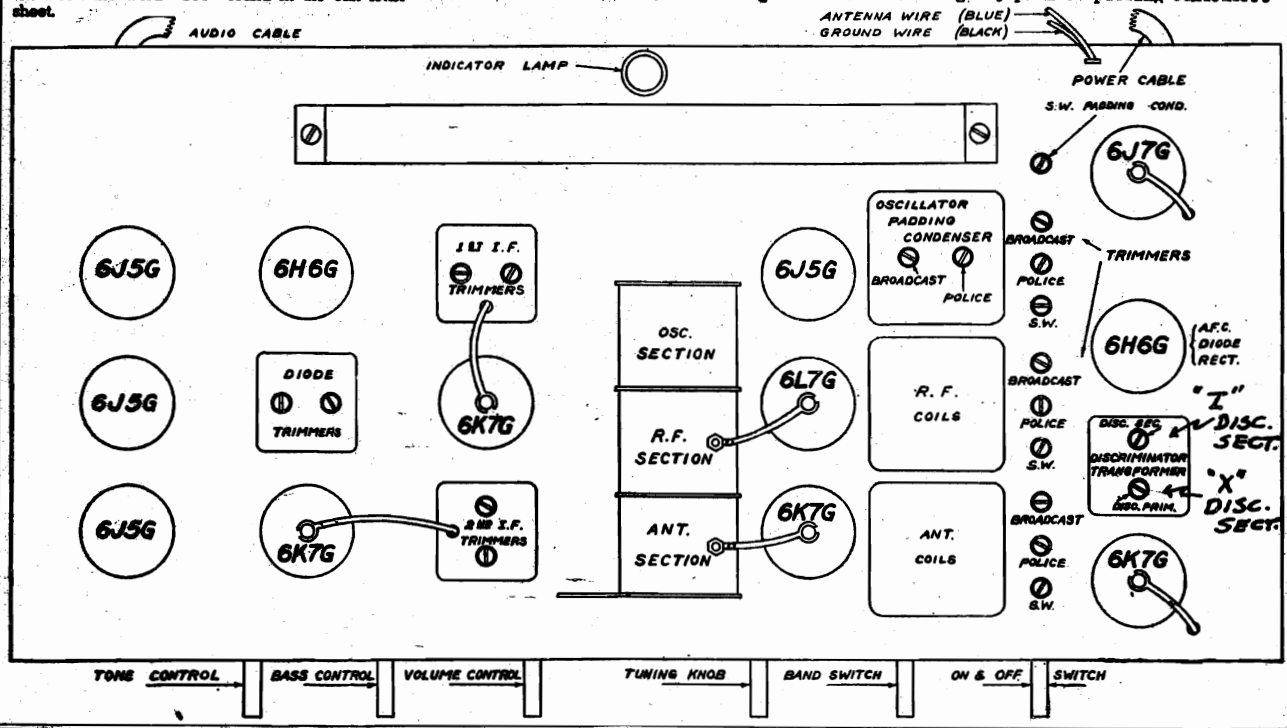 sheet.
AUDIO CABLE
ANTENNA WIRE (BLUE)
GROUND WIRE (BLACK)
INDICATOR LAMP
POWER CABLE
S.W. PADDING COND.
6J7G
OSCILLATOR
PADDING
CONDENSER
BROADCAST
POLICE
BROADCAST
POLICE
S.W.
TRIMMERS
6J5G
6H6G
1 ST I.F.
TRIMMERS
6J5G
OSC.
SECTION
6H6G
A.F.C.
DIODE
RECT.
6J5G
DIODE
TRIMMERS
6K7G
R.F.
SECTION
6L7G
R.F.
COILS
BROADCAST
POLICE
S.W.
DISC. SEC.
DISCRIMINATOR
TRANSFORMER
DISC. PRIM.
"I"
DISC.
SECT.
"X"
DISC.
SECT.
6J5G
6K7G
2 ND I.F.
TRIMMERS
ANT.
SECTION
6K7G
ANT.
COILS
BROADCAST
POLICE
S.W.
6K7G
TONE CONTROL
BASS CONTROL
VOLUME CONTROL
TUNING KNOB
BAND SWITCH
ON & OFF SWITCH